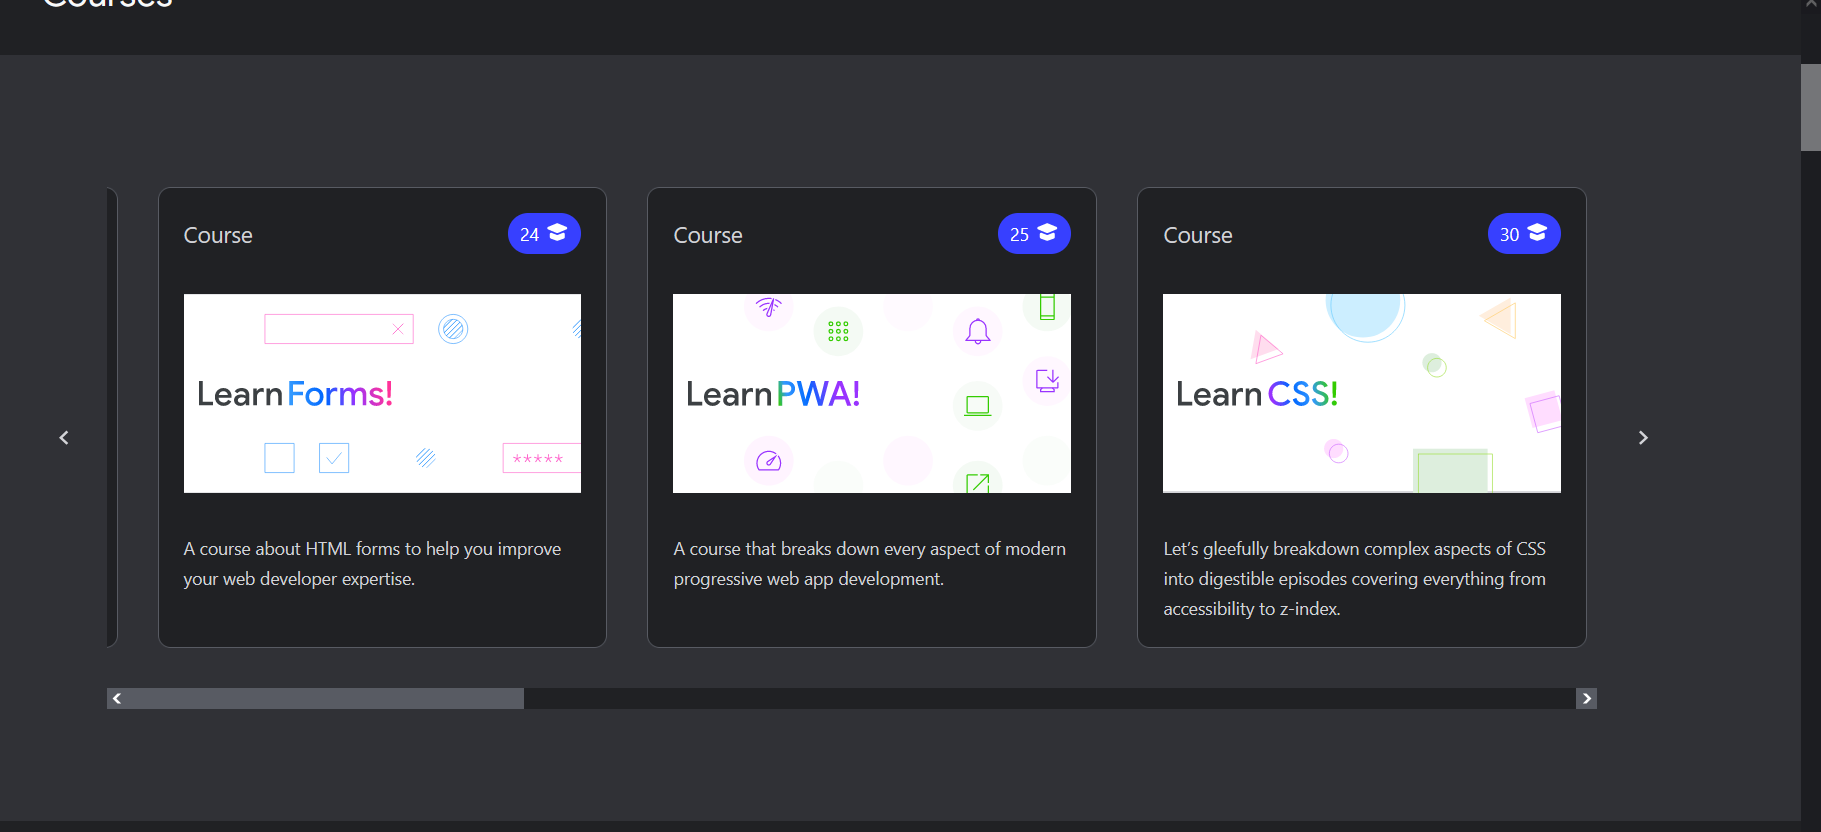 Courses
Course
24
Learn Forms!
*****
A course about HTML forms to help you improve
your web developer expertise.
Course
25
Learn PWA!
A course that breaks down every aspect of modern
progressive web app development.
Course
30
Learn CSS!
Let’s gleefully breakdown complex aspects of CSS
into digestible episodes covering everything from
accessibility to z-index.